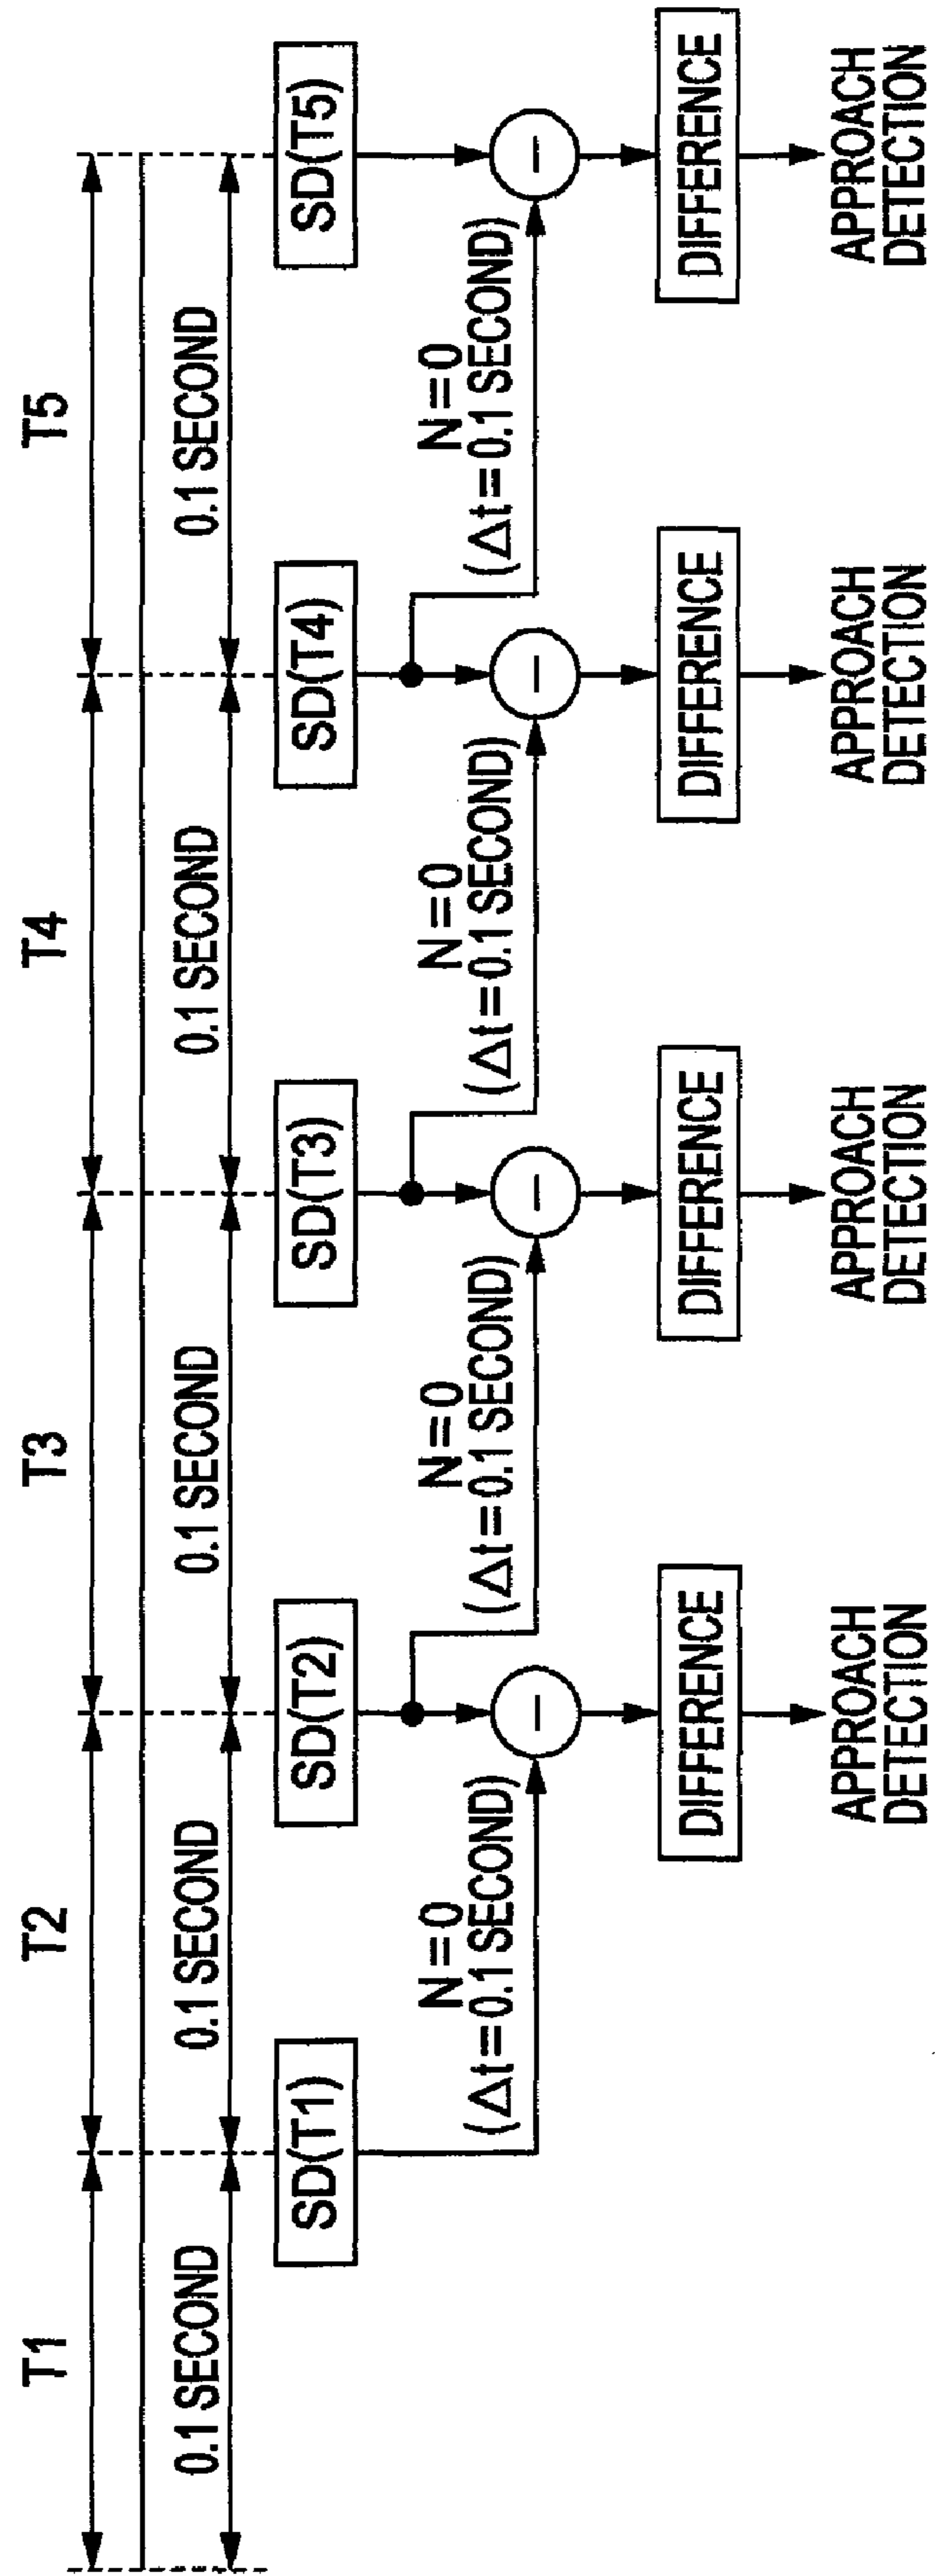 T1
T2
T3
T4
T5
0.1 SECOND
0.1 SECOND
0.1 SECOND
0.1 SECOND
0.1 SECOND
SD(T1)
SD(T2)
SD(T3)
SD(T4)
SD(T5)
N=0
(Δt=0.1 SECOND)
N=0
(Δt=0.1 SECOND)
N=0
(Δt=0.1 SECOND)
N=0
(Δt=0.1 SECOND)
−
−
−
−
DIFFERENCE
DIFFERENCE
DIFFERENCE
DIFFERENCE
APPROACH
DETECTION
APPROACH
DETECTION
APPROACH
DETECTION
APPROACH
DETECTION